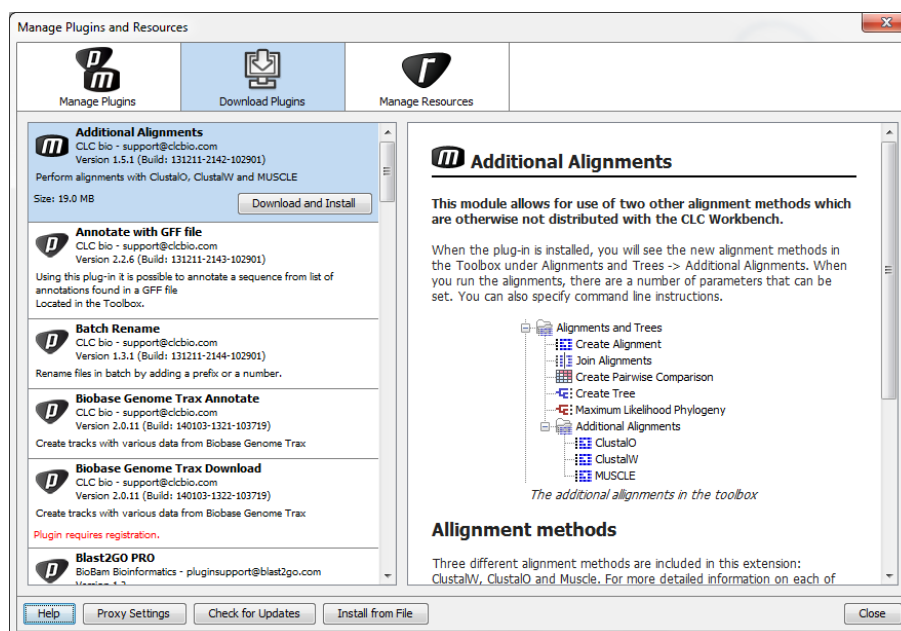 Manage Plugins and Resources
Manage Plugins
Download Plugins
Manage Resources
Additional Alignments
CLC bio - support@clcbio.com
Version 1.5.1 (Build: 131211-2142-102901)
Perform alignments with ClustalO, ClustalW and MUSCLE
Size: 19.0 MB
Download and Install
Annotate with GFF file
CLC bio - support@clcbio.com
Version 2.2.6 (Build: 131211-2143-102901)
Using this plug-in it is possible to annotate a sequence from list of
annotations found in a GFF file
Located in the Toolbox.
Batch Rename
CLC bio - support@clcbio.com
Version 1.3.1 (Build: 131211-2144-102901)
Rename files in batch by adding a prefix or a number.
Biobase Genome Trax Annotate
CLC bio - support@clcbio.com
Version 2.0.11 (Build: 140103-1321-103719)
Create tracks with various data from Biobase Genome Trax
Biobase Genome Trax Download
CLC bio - support@clcbio.com
Version 2.0.11 (Build: 140103-1322-103719)
Create tracks with various data from Biobase Genome Trax
Plugin requires registration.
Blast2GO PRO
BioBam Bioinformatics - pluginsupport@blast2go.com
Additional Alignments
This module allows for use of two other alignment methods which
are otherwise not distributed with the CLC Workbench.
When the plug-in is installed, you will see the new alignment methods in
the Toolbox under Alignments and Trees -> Additional Alignments. When
you run the alignments, there are a number of parameters that can be
set. You can also specify command line instructions.
Alignments and Trees
Create Alignment
Join Alignments
Create Pairwise Comparison
Create Tree
Maximum Likelihood Phylogeny
Additional Alignments
ClustalO
ClustalW
MUSCLE
The additional allignments in the toolbox
Allignment methods
Three different alignment methods are included in this extension:
ClustalW, ClustalO and Muscle. For more detailed information on each of
Help
Proxy Settings
Check for Updates
Install from File
Close